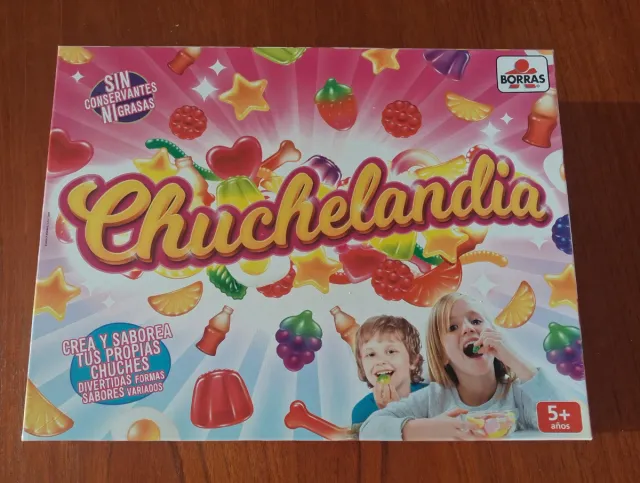 SIN
CONSERVANTES
NI GRASAS
BORRAS
Chuchelandia
CREA Y SABOREA
TUS PROPIAS
CHUCHES
DIVERTIDAS FORMAS
SABORES VARIADOS
5+
años